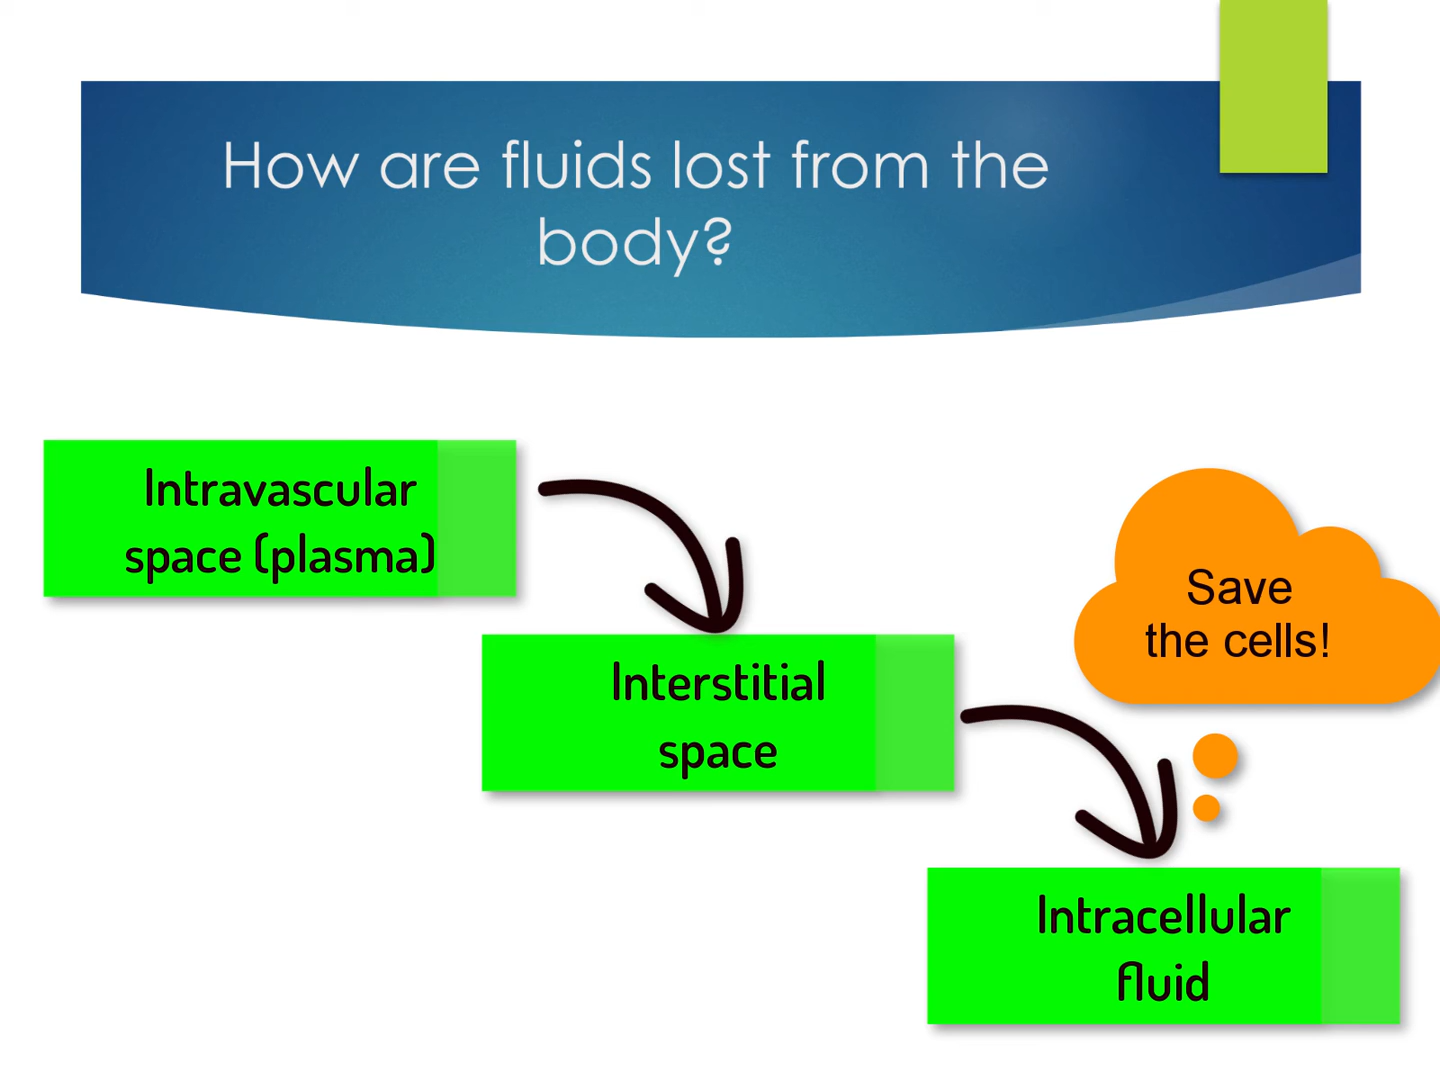 How are fluids lost from the
body?
Intravascular
space (plasma)
Interstitial
space
Save
the cells!
Intracellular
fluid